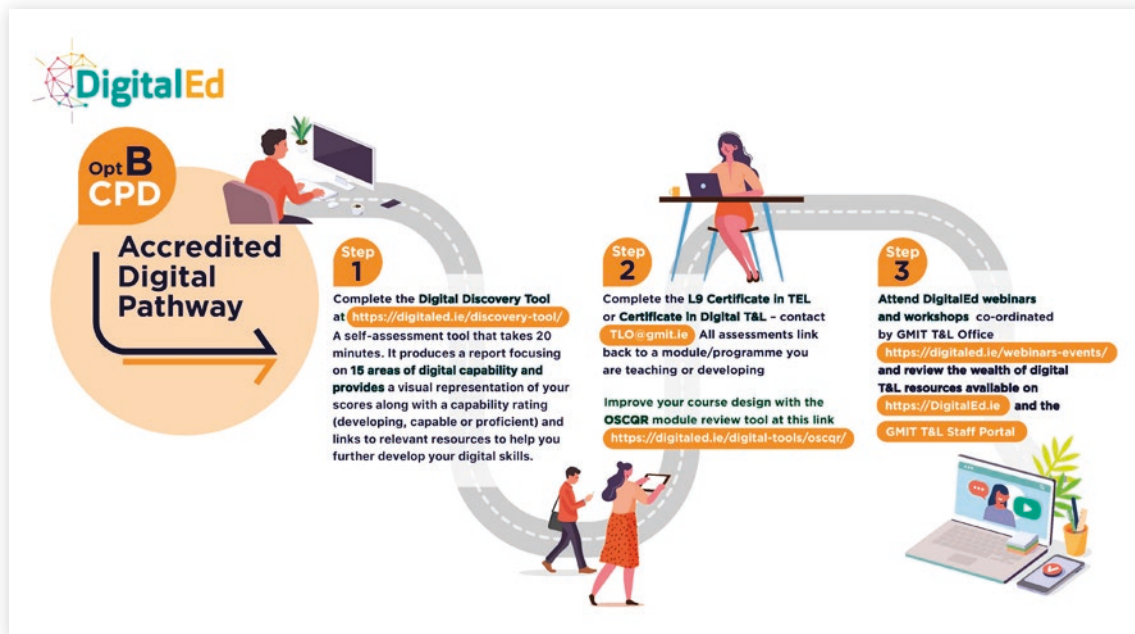 DigitalEd
Opt B
CPD
Accredited
Digital
Pathway
Step
1
Complete the Digital Discovery Tool
at https://digitaled.ie/discovery-tool/
A self-assessment tool that takes 20
minutes. It produces a report focusing
on 15 areas of digital capability and
provides a visual representation of your
scores along with a capability rating
(developing, capable or proficient) and
links to relevant resources to help you
further develop your digital skills.
Step
2
Complete the L9 Certificate in TEL
or Certificate in Digital T&L – contact
TLO@gmit.ie All assessments link
back to a module/programme you
are teaching or developing
Improve your course design with the
OSCQR module review tool at this link
https://digitaled.ie/digital-tools/oscqr/
Step
3
Attend DigitalEd webinars
and workshops co-ordinated
by GMIT T&L Office
https://digitaled.ie/webinars-events/
and review the wealth of digital
T&L resources available on
https://DigitalEd.ie and the
GMIT T&L Staff Portal